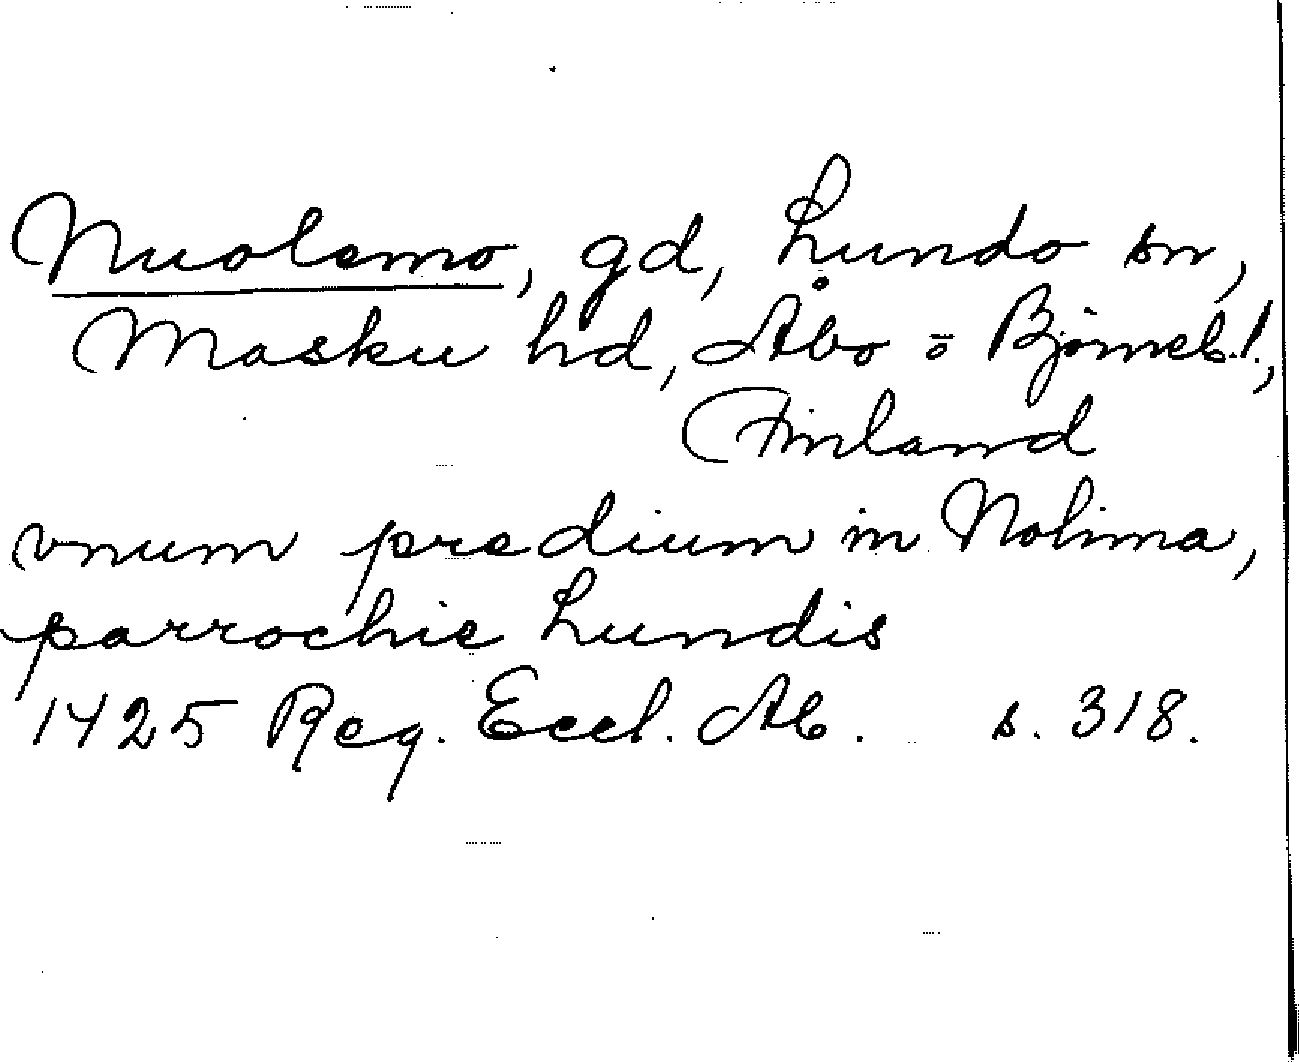 Nuolemo, gd, Lundo sn,
Masku hd, Åbo o Björneb. l.,
Finland
vnum predium in Nolima,
parrochie Lundis
1425 Reg. Eccl. Ab. s. 318.